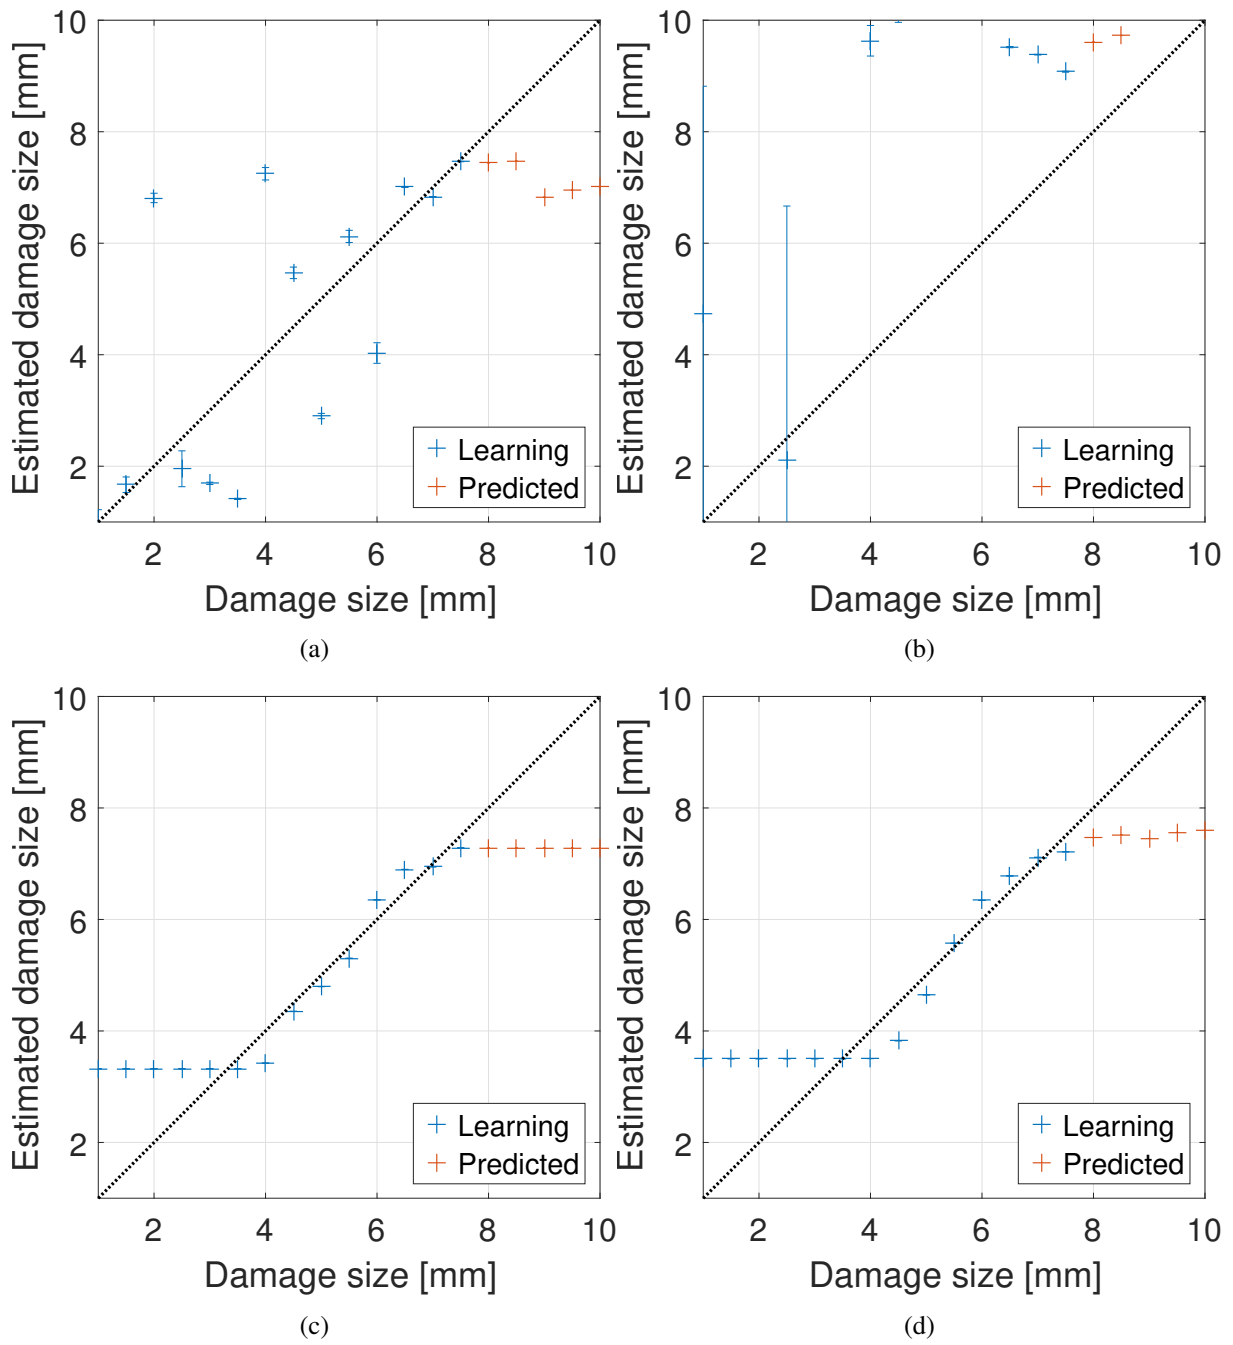 10
8
6
4
2
Estimated damage size [mm]
Learning
Predicted
2 4 6 8 10
Damage size [mm]
(a)
10
8
6
4
2
Estimated damage size [mm]
Learning
Predicted
2 4 6 8 10
Damage size [mm]
(b)
10
8
6
4
2
Estimated damage size [mm]
Learning
Predicted
2 4 6 8 10
Damage size [mm]
(c)
10
8
6
4
2
Estimated damage size [mm]
Learning
Predicted
2 4 6 8 10
Damage size [mm]
(d)